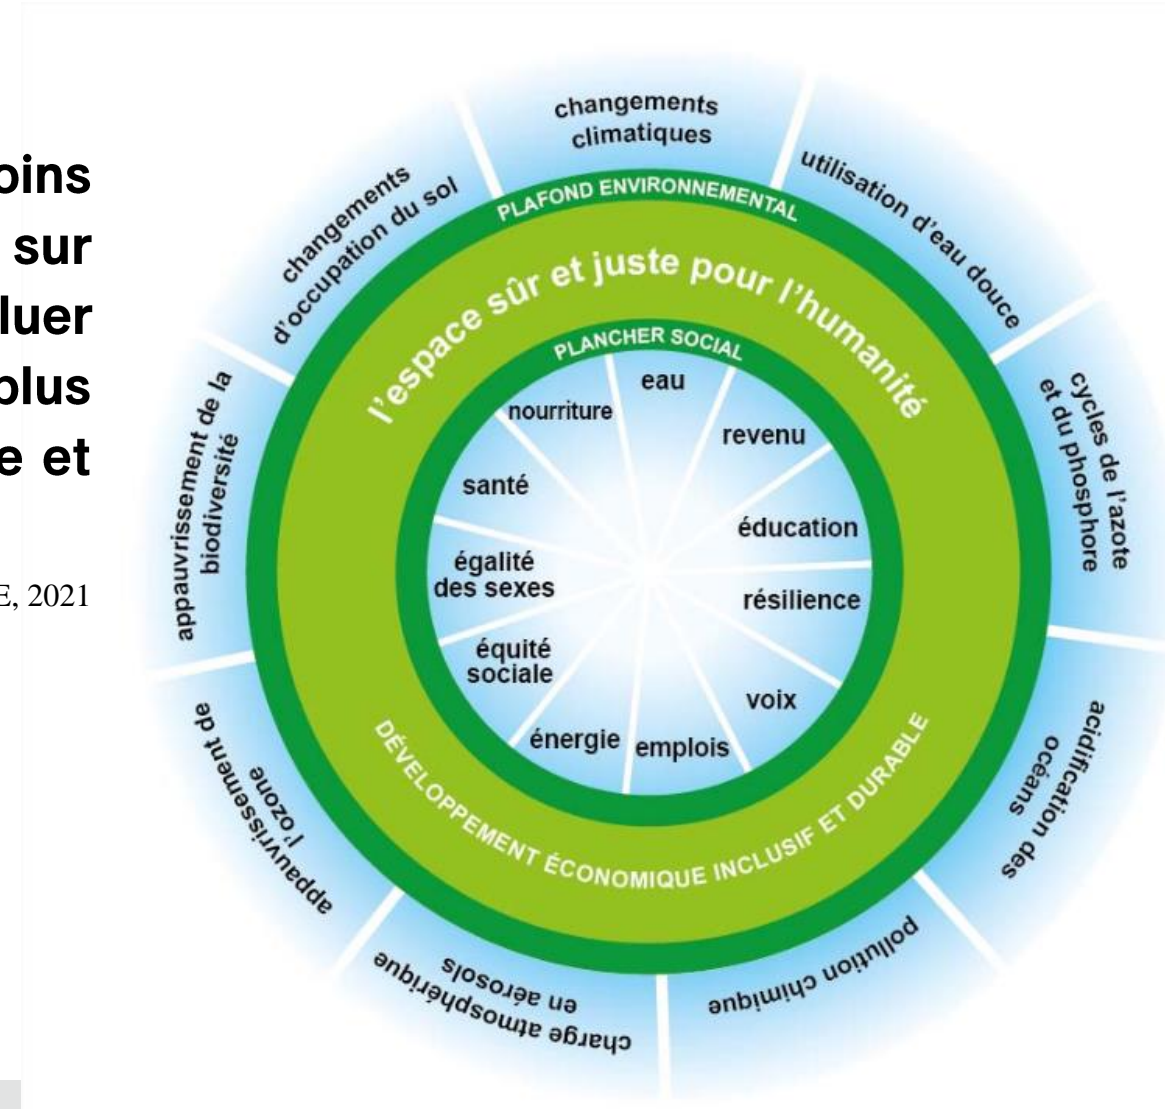 oins
sur
luer
plus
e et
E, 2021
changements
climatiques
utilisation d'eau douce
cycles de l'azote
et du phosphore
acidification des
océans
pollution chimique
charge atmosphérique
en aérosols
appauvrissement de
l'ozone
appauvrissement de la
biodiversité
changements
d'occupation du sol
PLAFOND ENVIRONNEMENTAL
l'espace sûr et juste pour l'humanité
PLANCHER SOCIAL
eau
revenu
éducation
résilience
voix
emplois
énergie
équité
sociale
égalité
des sexes
santé
nourriture
DÉVELOPPEMENT ÉCONOMIQUE INCLUSIF ET DURABLE